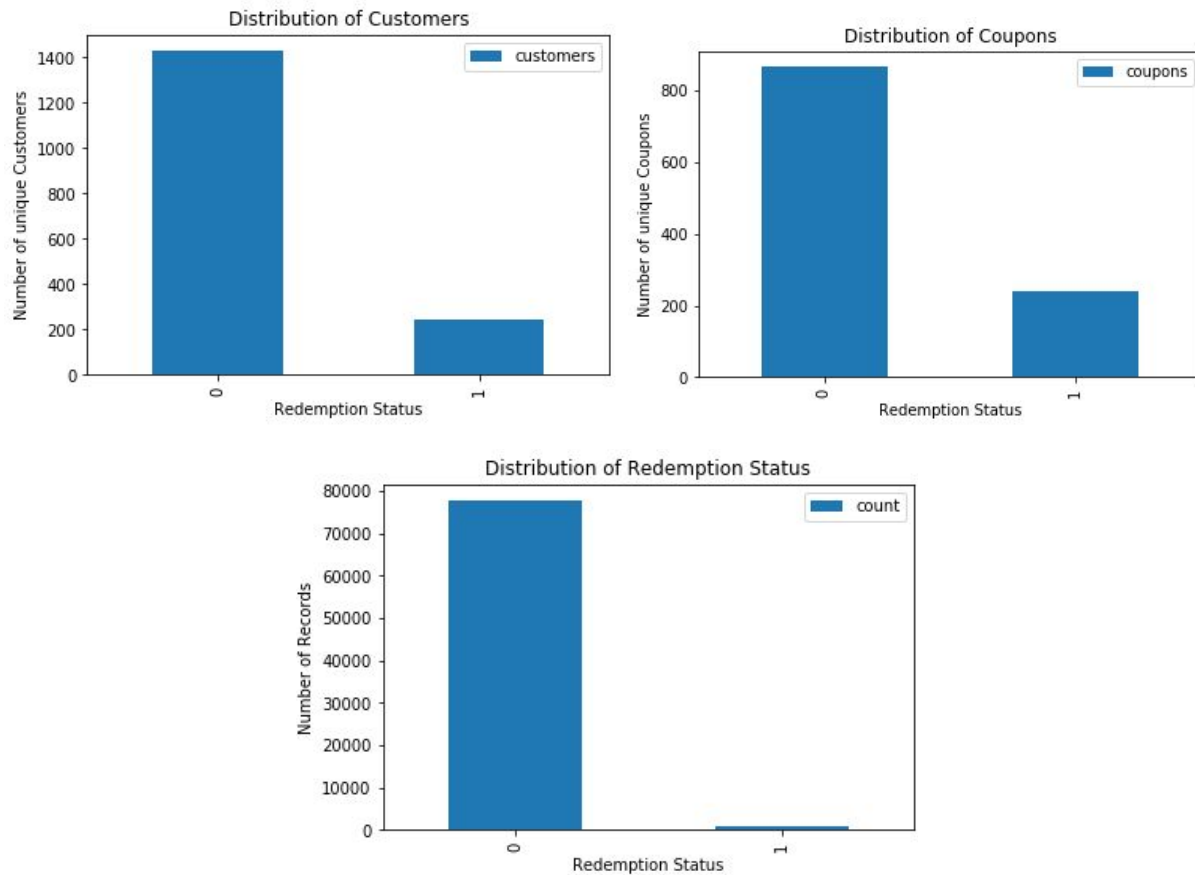 Distribution of Customers
customers
Number of unique Customers
1400
1200
1000
800
600
400
200
0
0
1
Redemption Status
Distribution of Coupons
coupons
Number of unique Coupons
800
600
400
200
0
0
1
Redemption Status
Distribution of Redemption Status
count
Number of Records
80000
70000
60000
50000
40000
30000
20000
10000
0
0
1
Redemption Status